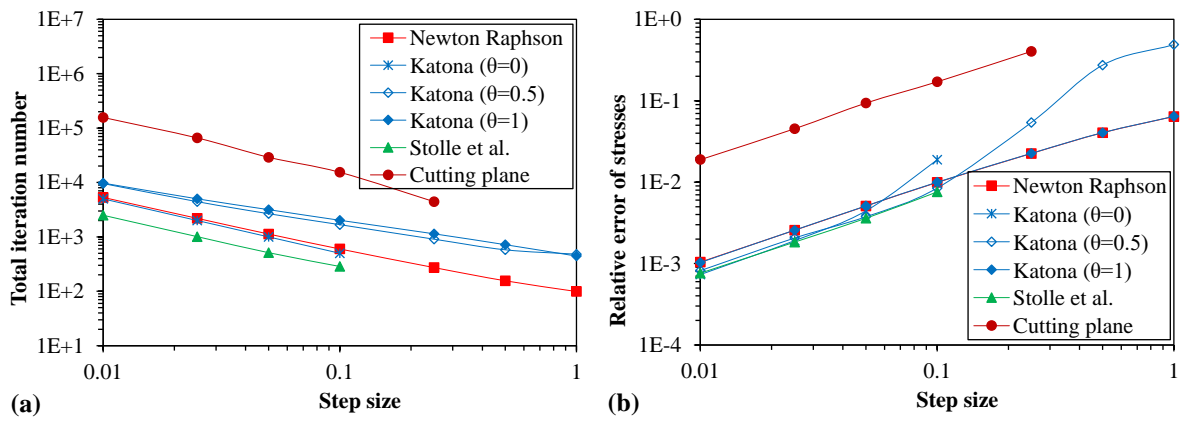 1E+7
1E+6
1E+5
1E+4
1E+3
1E+2
1E+1
Total iteration number
0.01
0.1
1
Step size
(a)
Newton Raphson
Katona (θ=0)
Katona (θ=0.5)
Katona (θ=1)
Stolle et al.
Cutting plane
1E+0
1E-1
1E-2
1E-3
1E-4
Relative error of stresses
0.01
0.1
1
Step size
(b)
Newton Raphson
Katona (θ=0)
Katona (θ=0.5)
Katona (θ=1)
Stolle et al.
Cutting plane